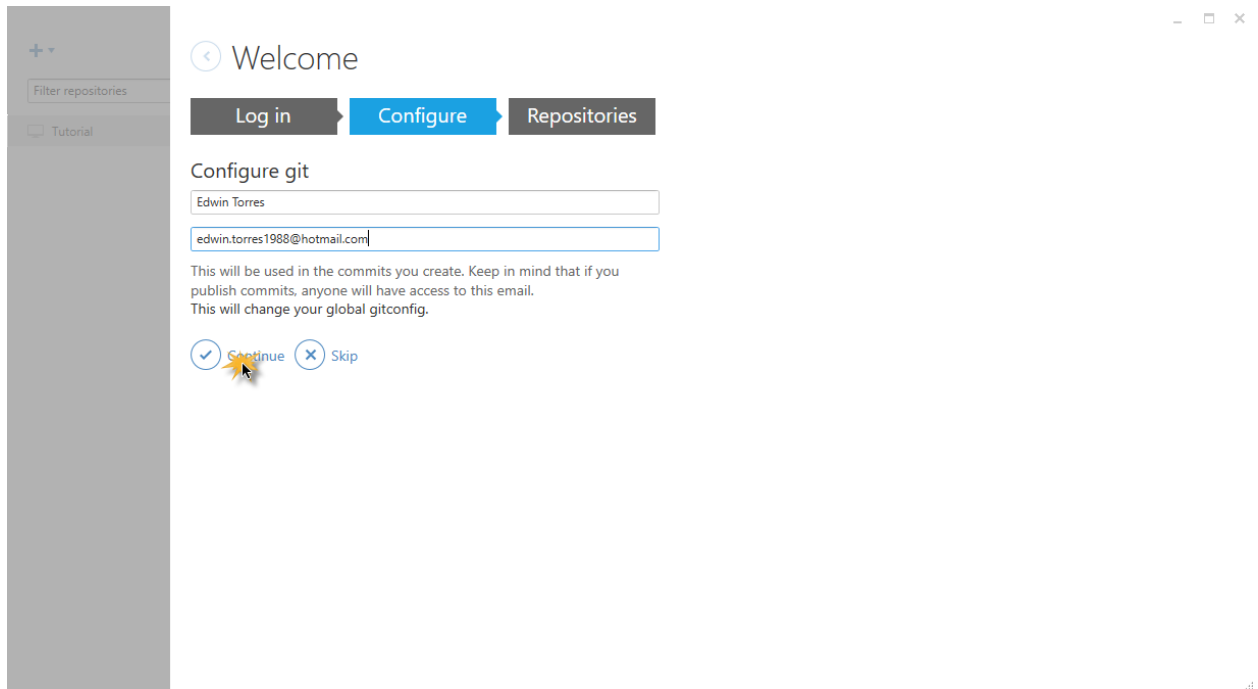 Welcome
Filter repositories
Tutorial
Log in
Configure
Repositories
Configure git
Edwin Torres
edwin.torres1988@hotmail.com
This will be used in the commits you create. Keep in mind that if you
publish commits, anyone will have access to this email.
This will change your global gitconfig.
Continue
Skip